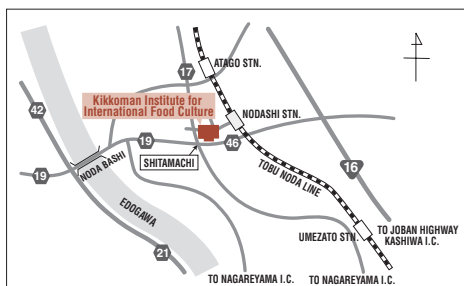 17
ATAGO STN.
Kikkoman Institute for
International Food Culture
42
NODASHI STN.
19
46
SHITAMACHI
NODA BASHI
19
16
TOBU NODA LINE
EDOGAWA
UMEZATO STN.
TO JOBAN HIGHWAY
KASHIWA I.C.
21
TO NAGAREYAMA I.C.
TO NAGAREYAMA I.C.